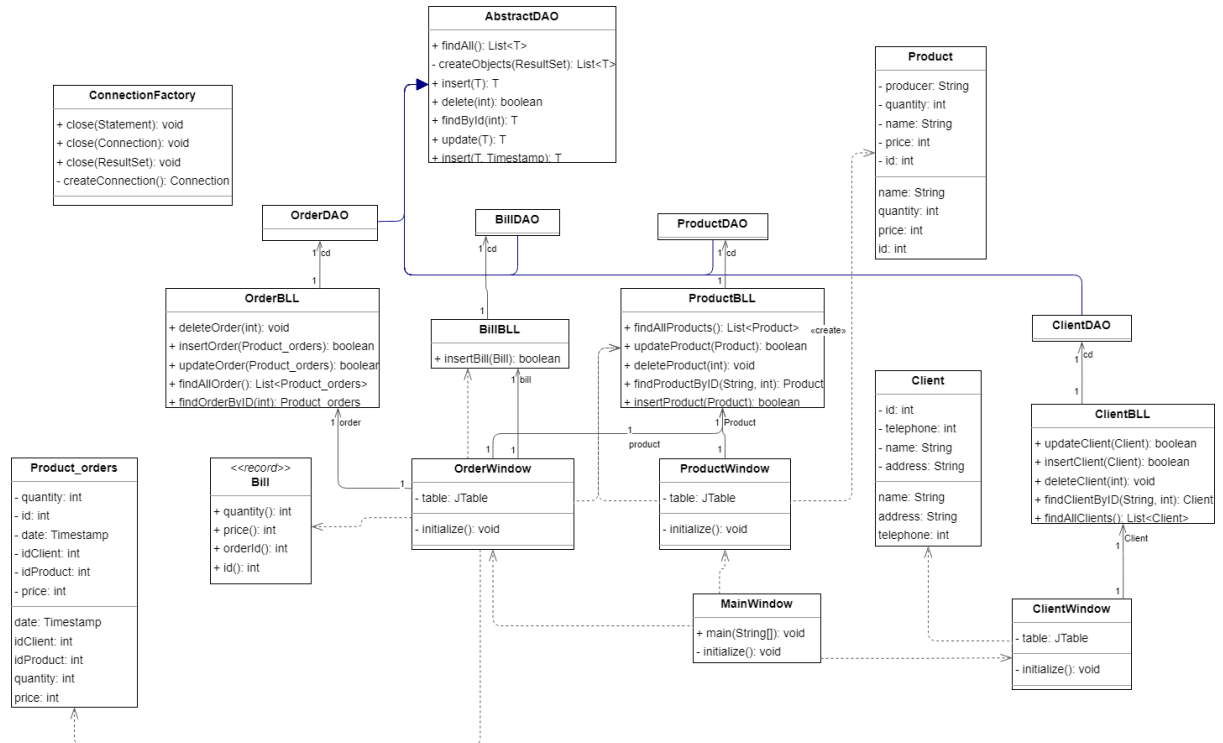 AbstractDAO
+ findAll(): List<T>
- createObjects(ResultSet): List<T>
+ insert(T): T
+ delete(int): boolean
+ findById(int): T
+ update(T): T
+ insert(T, Timestamp): T
Product
- producer: String
- quantity: int
- name: String
- price: int
- id: int
name: String
quantity: int
price: int
id: int
ConnectionFactory
+ close(Statement): void
+ close(Connection): void
+ close(ResultSet): void
- createConnection(): Connection
OrderDAO
BillDAO
ProductDAO
1
cd
1
1
cd
1
1
cd
1
OrderBLL
+ deleteOrder(int): void
+ insertOrder(Product_orders): boolean
+ updateOrder(Product_orders): boolean
+ findAllOrder(): List<Product_orders>
+ findOrderByID(int): Product_orders
BillBLL
+ insertBill(Bill): boolean
ProductBLL
+ findAllProducts(): List<Product>
+ updateProduct(Product): boolean
+ deleteProduct(int): void
+ findProductByID(String, int): Product
+ insertProduct(Product): boolean
«create»
ClientDAO
1
cd
1
Client
- id: int
- telephone: int
- name: String
- address: String
name: String
address: String
telephone: int
ClientBLL
+ updateClient(Client): boolean
+ insertClient(Client): boolean
+ deleteClient(int): void
+ findClientByID(String, int): Client
+ findAllClients(): List<Client>
1
bill
1
1
order
1
1
product
1
1
Product
1
1
Client
1
Product_orders
- quantity: int
- id: int
- date: Timestamp
- idClient: int
- idProduct: int
- price: int
date: Timestamp
idClient: int
idProduct: int
quantity: int
price: int
<<record>>
Bill
+ quantity(): int
+ price(): int
+ orderId(): int
+ id(): int
OrderWindow
- table: JTable
- initialize(): void
ProductWindow
- table: JTable
- initialize(): void
MainWindow
+ main(String[]): void
- initialize(): void
ClientWindow
- table: JTable
- initialize(): void